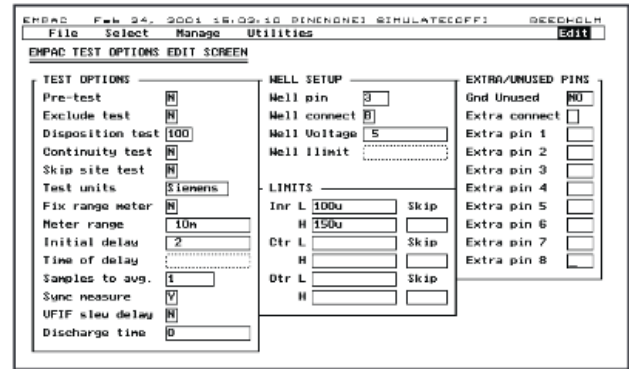 EMPAC Feb 24, 2001 16:02:10 PINCNONE] SIMULATE[OFF] REEDHOLM
File Select Manage Utilities Edit
EMPAC TEST OPTIONS EDIT SCREEN
TEST OPTIONS
Pre-test N
Exclude test N
Disposition test 100
Continuity test N
Skip site test N
Test units Siemens
Fix range meter N
Meter range 10m
Initial delay 2
Time of delay
Samples to avg. 1
Sync measure Y
VFIF slew delay N
Discharge time 0
WELL SETUP
Well pin 3
Well connect B
Well Voltage 5
Well Ilimit
LIMITS
Inr L 100u Skip
H 150u
Ctr L Skip
H
Otr L Skip
H
EXTRA/UNUSED PINS
Gnd Unused NO
Extra connect
Extra pin 1
Extra pin 2
Extra pin 3
Extra pin 4
Extra pin 5
Extra pin 6
Extra pin 7
Extra pin 8